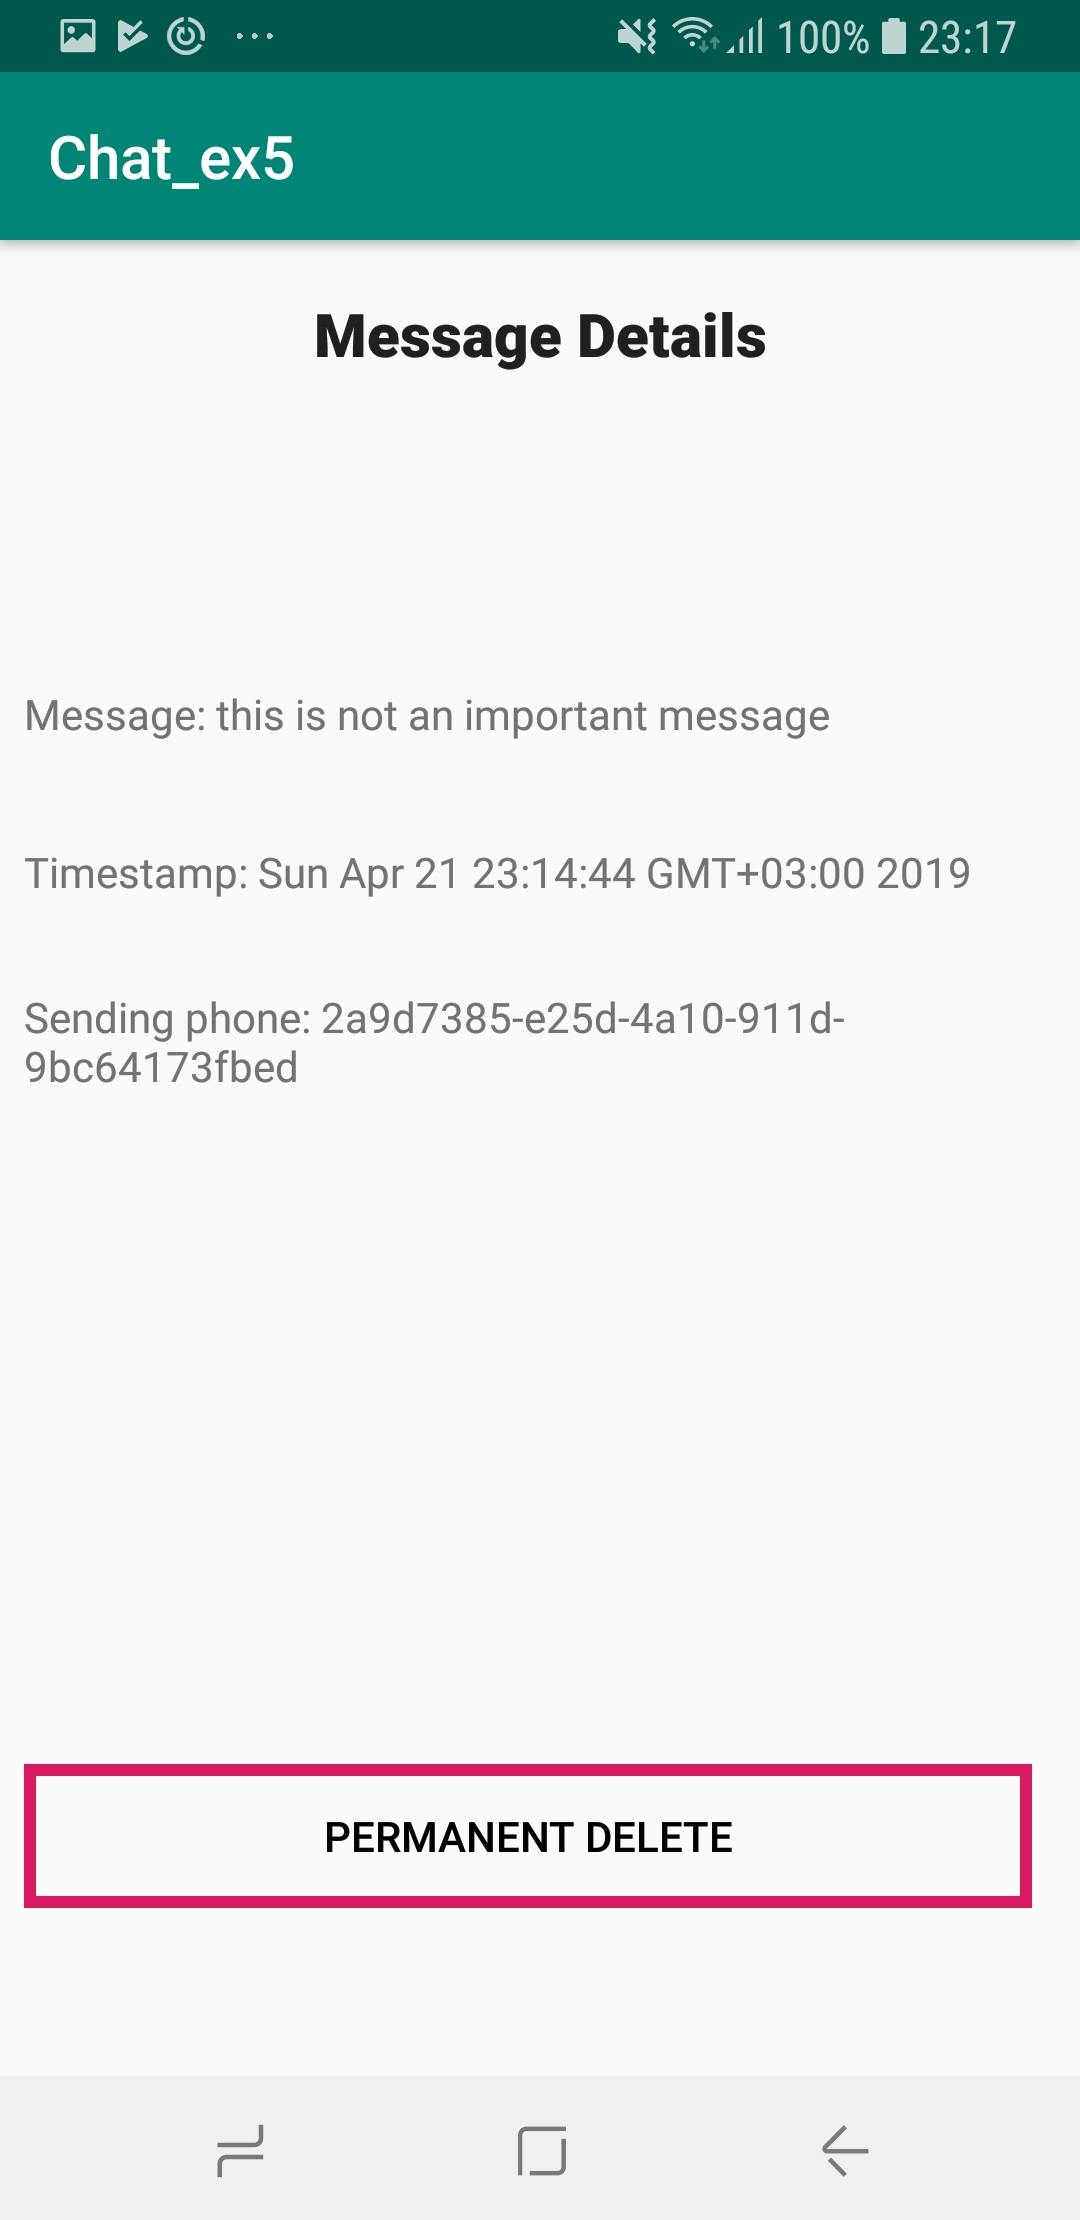 100% 23:17
Chat_ex5
Message Details
Message: this is not an important message
Timestamp: Sun Apr 21 23:14:44 GMT+03:00 2019
Sending phone: 2a9d7385-e25d-4a10-911d-
9bc64173fbed
PERMANENT DELETE